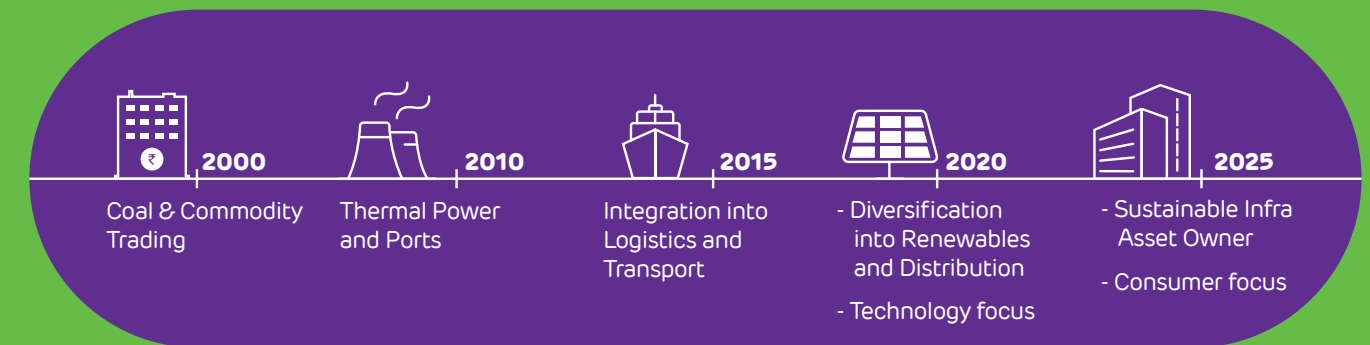 2000
Coal & Commodity
Trading
2010
Thermal Power
and Ports
2015
Integration into
Logistics and
Transport
2020
- Diversification
into Renewables
and Distribution
- Technology focus
2025
- Sustainable Infra
Asset Owner
- Consumer focus
₹